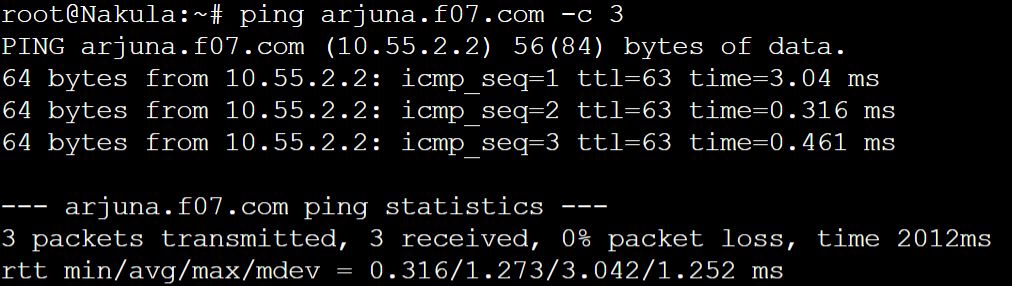 root@Nakula:~# ping arjuna.f07.com -c 3
PING arjuna.f07.com (10.55.2.2) 56(84) bytes of data.
64 bytes from 10.55.2.2: icmp_seq=1 ttl=63 time=3.04 ms
64 bytes from 10.55.2.2: icmp_seq=2 ttl=63 time=0.316 ms
64 bytes from 10.55.2.2: icmp_seq=3 ttl=63 time=0.461 ms
--- arjuna.f07.com ping statistics ---
3 packets transmitted, 3 received, 0% packet loss, time 2012ms
rtt min/avg/max/mdev = 0.316/1.273/3.042/1.252 ms